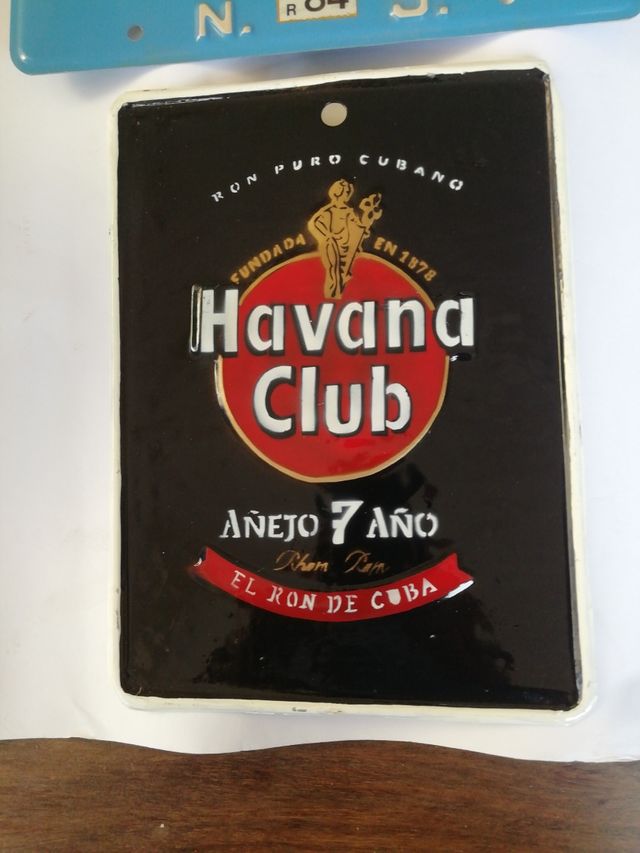 R 84
N. S.
RON PURO CUBANO
FUNDADA EN 1878
Havana
Club
AÑEJO 7 AÑO
Rhum Rum
EL RON DE CUBA